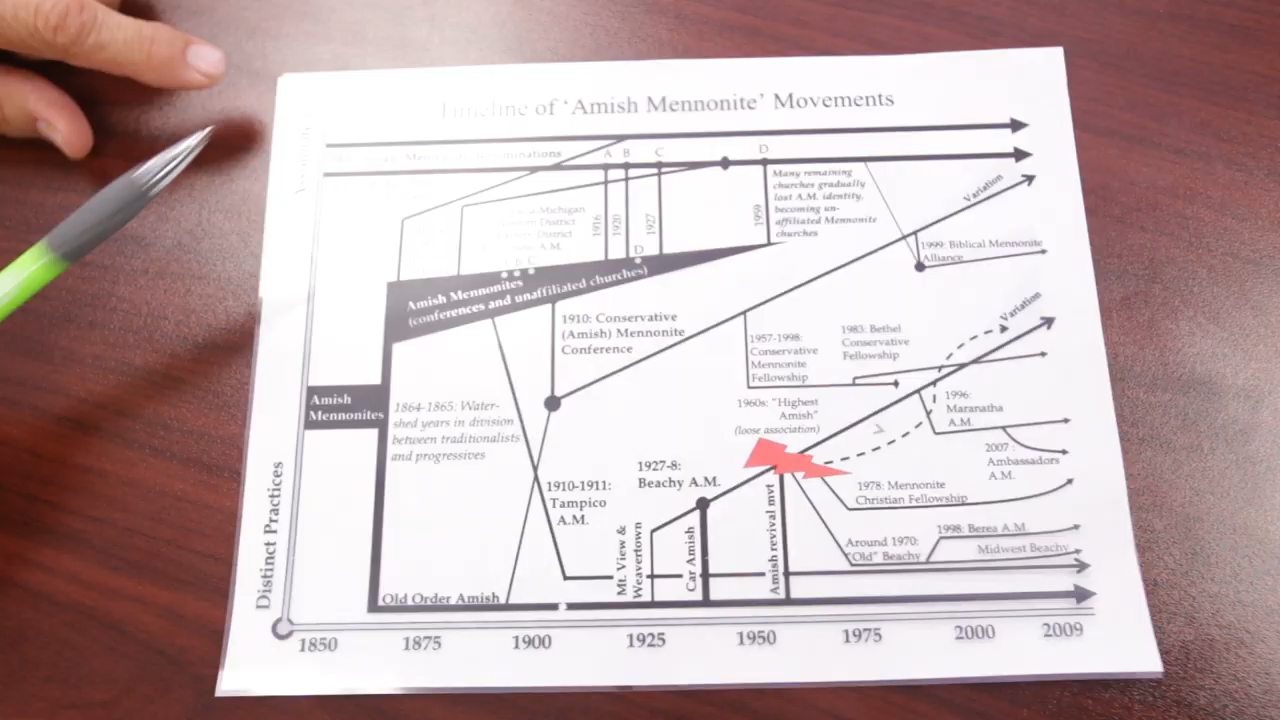 Timeline of 'Amish Mennonite' Movements
A B C D
Many remaining
churches gradually
lost A.M. identity,
becoming un-
affiliated Mennonite
churches
Variation
Michigan
District
District
A.M.
1916
1920
1927
1959
1999: Biblical Mennonite
Alliance
B C D
Amish Mennonites
(conferences and unaffiliated churches)
1910: Conservative
(Amish) Mennonite
Conference
Variation
1957-1998:
Conservative
Mennonite
Fellowship
1983: Bethel
Conservative
Fellowship
Amish
Mennonites
1864-1865: Water-
shed years in division
between traditionalists
and progressives
1960s: "Highest
Amish"
(loose association)
1996:
Maranatha
A.M.
2007:
Ambassadors
A.M.
1927-8:
Beachy A.M.
1910-1911:
Tampico
A.M.
1978: Mennonite
Christian Fellowship
Mt. View &
Weavertown
Car Amish
Amish revival mvt
Around 1970:
"Old" Beachy
1998: Berea A.M.
Midwest Beachy
Distinct Practices
Old Order Amish
1850 1875 1900 1925 1950 1975 2000 2009